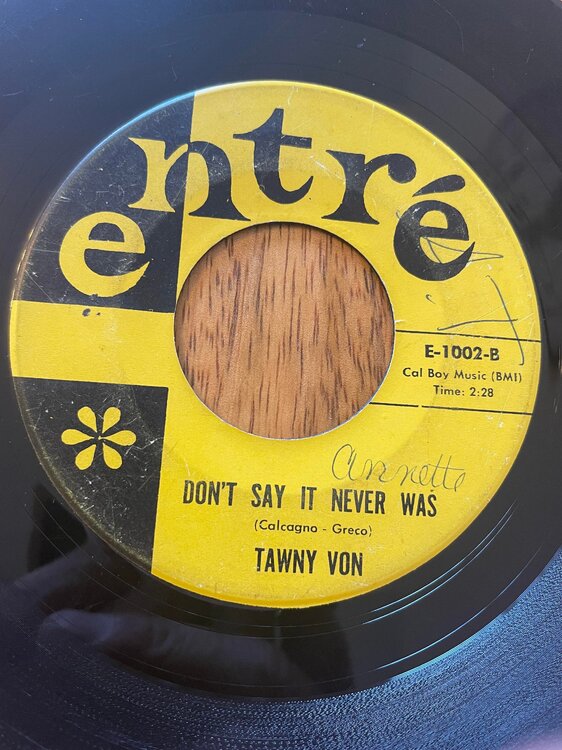 entré
E-1002-B
Cal Boy Music (BMI)
Time: 2:28
annette
DON'T SAY IT NEVER WAS
(Calcagno - Greco)
TAWNY VON